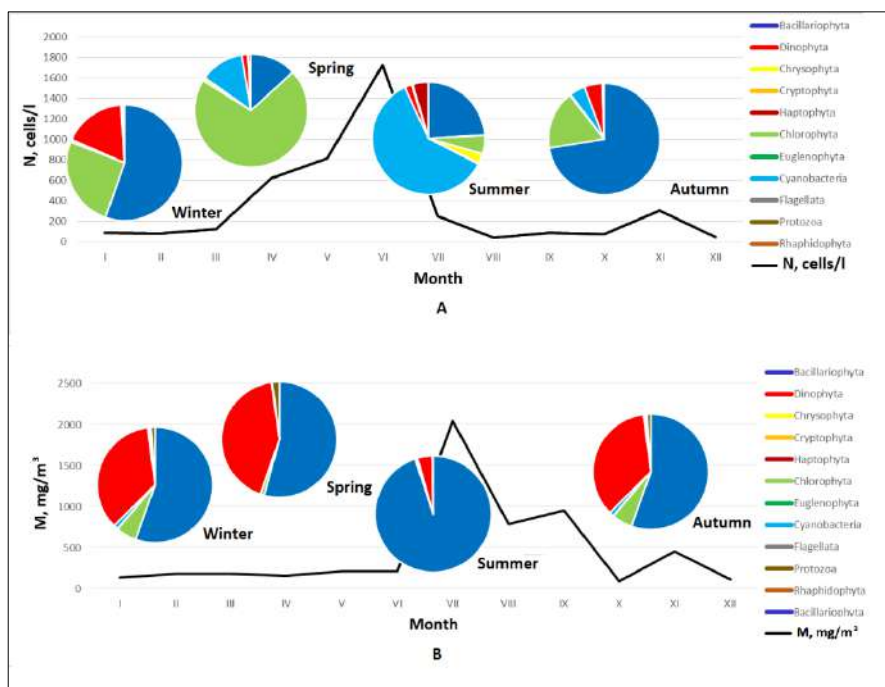 2000
1800
1600
1400
1200
1000
800
600
400
200
0
N, cells/l
Winter
Spring
Summer
Autumn
I II III IV V VI VII VIII IX X XI XII
Month
A
Bacillariophyta
Dinophyta
Chrysophyta
Cryptophyta
Haptophyta
Chlorophyta
Euglenophyta
Cyanobacteria
Flagellata
Protozoa
Rhaphidophyta
N, cells/l
2500
2000
1500
1000
500
0
M, mg/m³
Winter
Spring
Summer
Autumn
I II III IV V VI VII VIII IX X XI XII
Month
B
Bacillariophyta
Dinophyta
Chrysophyta
Cryptophyta
Haptophyta
Chlorophyta
Euglenophyta
Cyanobacteria
Flagellata
Protozoa
Rhaphidophyta
Bacillariophyta
M, mg/m³